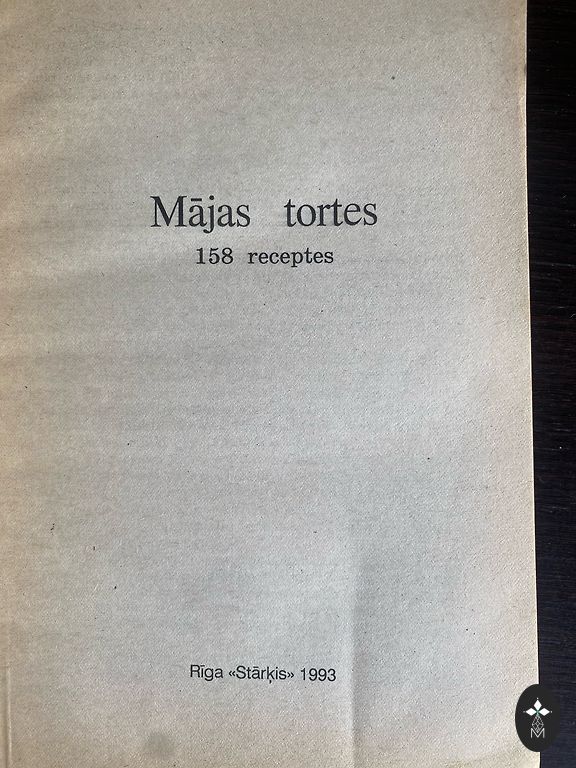 Mājas tortes
158 receptes
Rīga «Stārķis» 1993
M